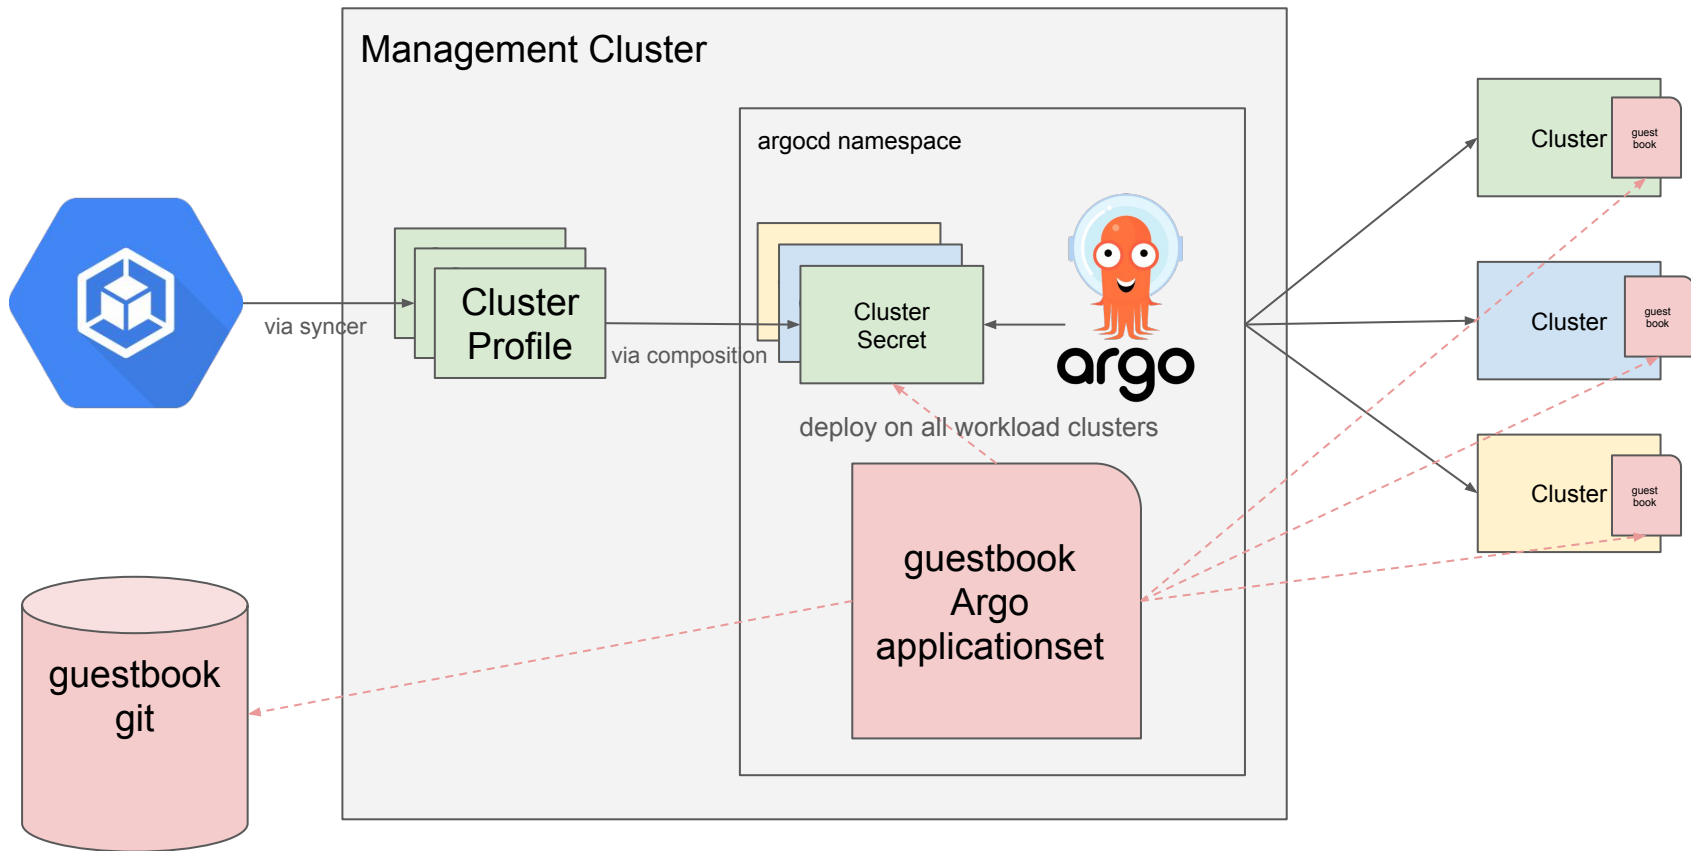 Management Cluster
argocd namespace
via syncer
Cluster
Profile
via composition
Cluster
Secret
argo
deploy on all workload clusters
guestbook
Argo
applicationset
guestbook
git
Cluster
guest
book
Cluster
guest
book
Cluster
guest
book